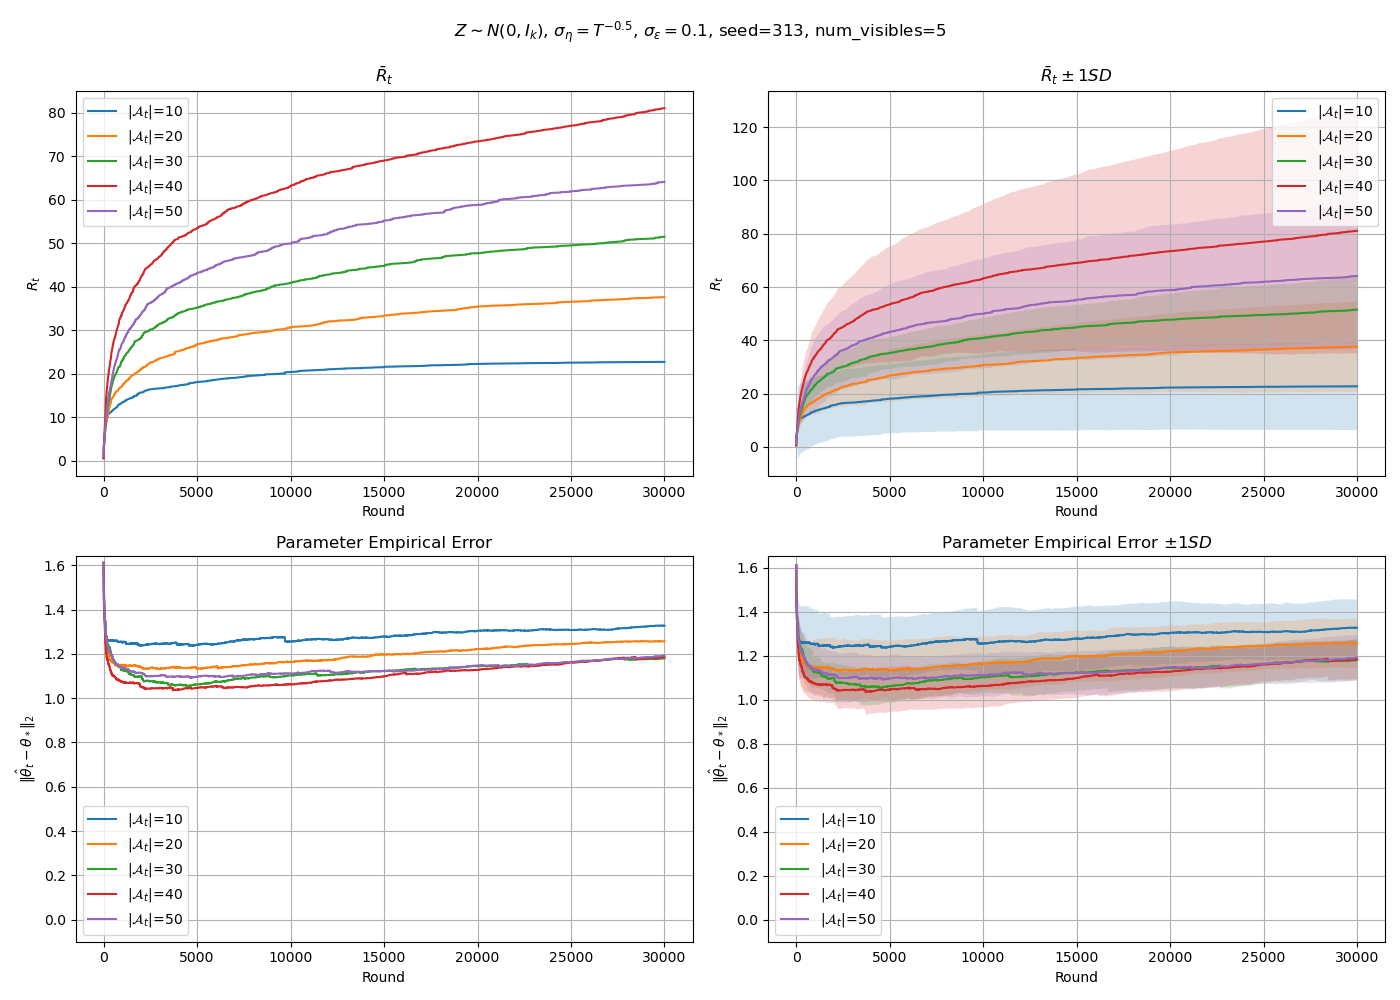 Z ∼ N(0, I_k), σ_η = T^{−0.5}, σ_ε = 0.1, seed=313, num_visibles=5
R̄_t
R_t
80
70
60
50
40
30
20
10
0
|𝒜_t|=10
|𝒜_t|=20
|𝒜_t|=30
|𝒜_t|=40
|𝒜_t|=50
0 5000 10000 15000 20000 25000 30000
Round
R̄_t ± 1SD
R_t
120
100
80
60
40
20
0
|𝒜_t|=10
|𝒜_t|=20
|𝒜_t|=30
|𝒜_t|=40
|𝒜_t|=50
0 5000 10000 15000 20000 25000 30000
Round
Parameter Empirical Error
‖θ̂_t − θ_*‖_2
1.6
1.4
1.2
1.0
0.8
0.6
0.4
0.2
0.0
|𝒜_t|=10
|𝒜_t|=20
|𝒜_t|=30
|𝒜_t|=40
|𝒜_t|=50
0 5000 10000 15000 20000 25000 30000
Round
Parameter Empirical Error ±1SD
‖θ̂_t − θ_*‖_2
1.6
1.4
1.2
1.0
0.8
0.6
0.4
0.2
0.0
|𝒜_t|=10
|𝒜_t|=20
|𝒜_t|=30
|𝒜_t|=40
|𝒜_t|=50
0 5000 10000 15000 20000 25000 30000
Round